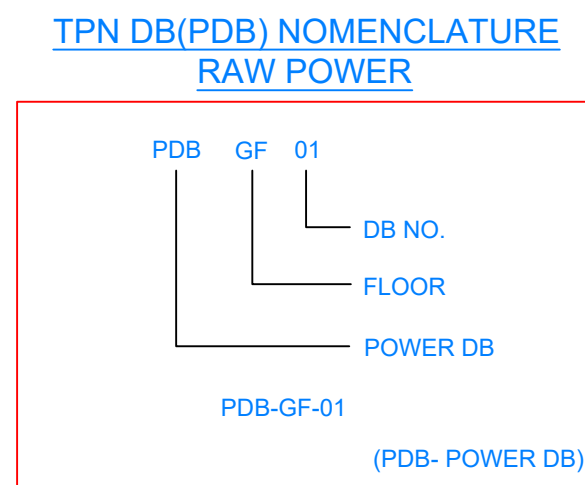 TPN DB(PDB) NOMENCLATURE
RAW POWER
PDB GF 01
DB NO.
FLOOR
POWER DB
PDB-GF-01
(PDB- POWER DB)